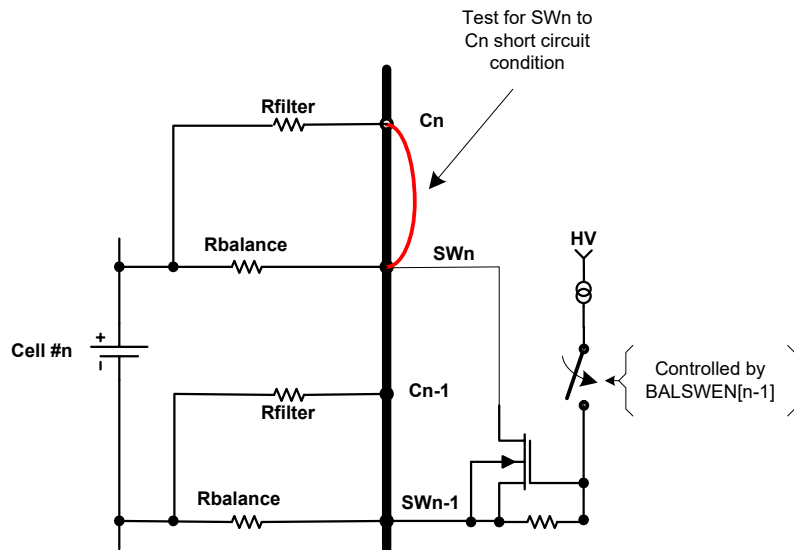 Test for SWn to
Cn short circuit
condition
Rfilter
Cn
Rbalance
SWn
HV
Cell #n
+
Controlled by
BALSWEN[n-1]
Cn-1
Rfilter
Rbalance
SWn-1